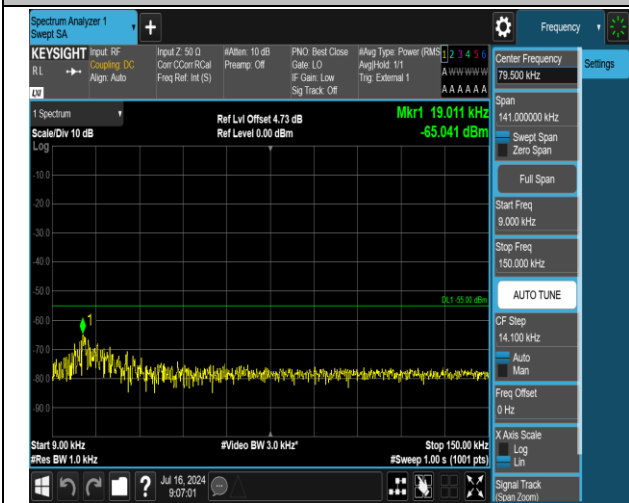 Spectrum Analyzer 1
Swept SA
+
Frequency
KEYSIGHT
RL
LXI
Input: RF
Coupling: DC
Align: Auto
Input Z: 50 Ω
Corr CCorr RCal
Freq Ref: Int (S)
#Atten: 10 dB
Preamp: Off
PNO: Best Close
Gate: LO
IF Gain: Low
Sig Track: Off
#Avg Type: Power (RMS
Avg|Hold: 1/1
Trig: External 1
1 2 3 4 5 6
A W W W W W
A A A A A A
1 Spectrum
Scale/Div 10 dB
Log
Ref Lvl Offset 4.73 dB
Ref Level 0.00 dBm
Mkr1 19.011 kHz
-65.041 dBm
-10.0
-20.0
-30.0
-40.0
-50.0
-60.0
-70.0
-80.0
-90.0
DL1 -55.00 dBm
1
Start 9.00 kHz
#Res BW 1.0 kHz
#Video BW 3.0 kHz*
Stop 150.00 kHz
#Sweep 1.00 s (1001 pts)
Jul 16, 2024
9:07:01
?
Center Frequency
79.500 kHz
Settings
Span
141.000000 kHz
Swept Span
Zero Span
Full Span
Start Freq
9.000 kHz
Stop Freq
150.000 kHz
AUTO TUNE
CF Step
14.100 kHz
Auto
Man
Freq Offset
0 Hz
X Axis Scale
Log
Lin
Signal Track
(Span Zoom)